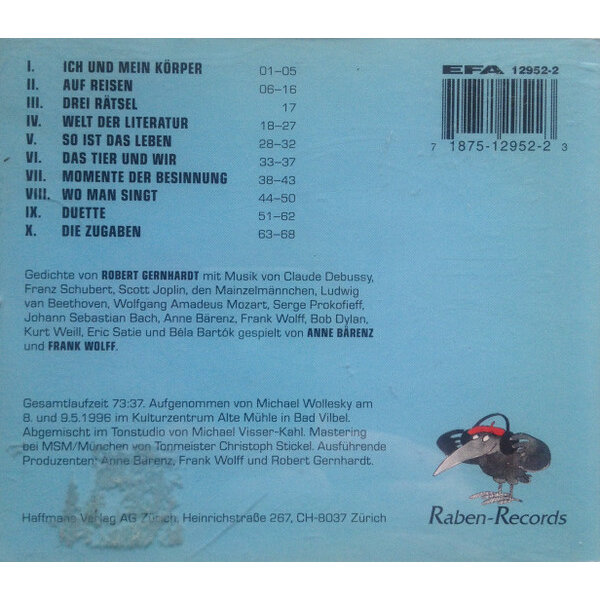 I. ICH UND MEIN KÖRPER 01–05
II. AUF REISEN 06–16
III. DREI RÄTSEL 17
IV. WELT DER LITERATUR 18–27
V. SO IST DAS LEBEN 28–32
VI. DAS TIER UND WIR 33–37
VII. MOMENTE DER BESINNUNG 38–43
VIII. WO MAN SINGT 44–50
IX. DUETTE 51–62
X. DIE ZUGABEN 63–68
EFA 12952-2
7 1875-12952-2 3
Gedichte von ROBERT GERNHARDT mit Musik von Claude Debussy,
Franz Schubert, Scott Joplin, den Mainzelmännchen, Ludwig
van Beethoven, Wolfgang Amadeus Mozart, Serge Prokofieff,
Johann Sebastian Bach, Anne Bärenz, Frank Wolff, Bob Dylan,
Kurt Weill, Eric Satie und Béla Bartók gespielt von ANNE BÄRENZ
und FRANK WOLFF.
Gesamtlaufzeit 73:37. Aufgenommen von Michael Wollesky am
8. und 9.5.1996 im Kulturzentrum Alte Mühle in Bad Vilbel.
Abgemischt im Tonstudio von Michael Visser-Kahl. Mastering
bei MSM/München von Tonmeister Christoph Stickel. Ausführende
Produzenten: Anne Bärenz, Frank Wolff und Robert Gernhardt.
Haffmans Verlag AG Zürich, Heinrichstraße 267, CH-8037 Zürich
Raben-Records